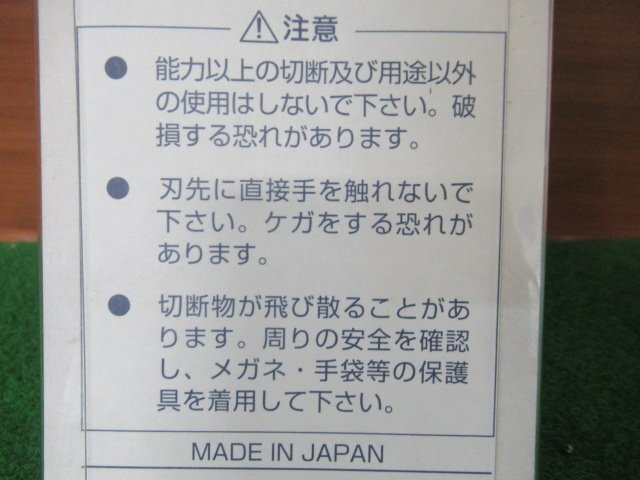 ⚠注意
● 能力以上の切断及び用途以外
の使用はしないで下さい。破
損する恐れがあります。
● 刃先に直接手を触れないで
下さい。ケガをする恐れが
あります。
● 切断物が飛び散ることがあ
ります。周りの安全を確認
し、メガネ・手袋等の保護
具を着用して下さい。
MADE IN JAPAN